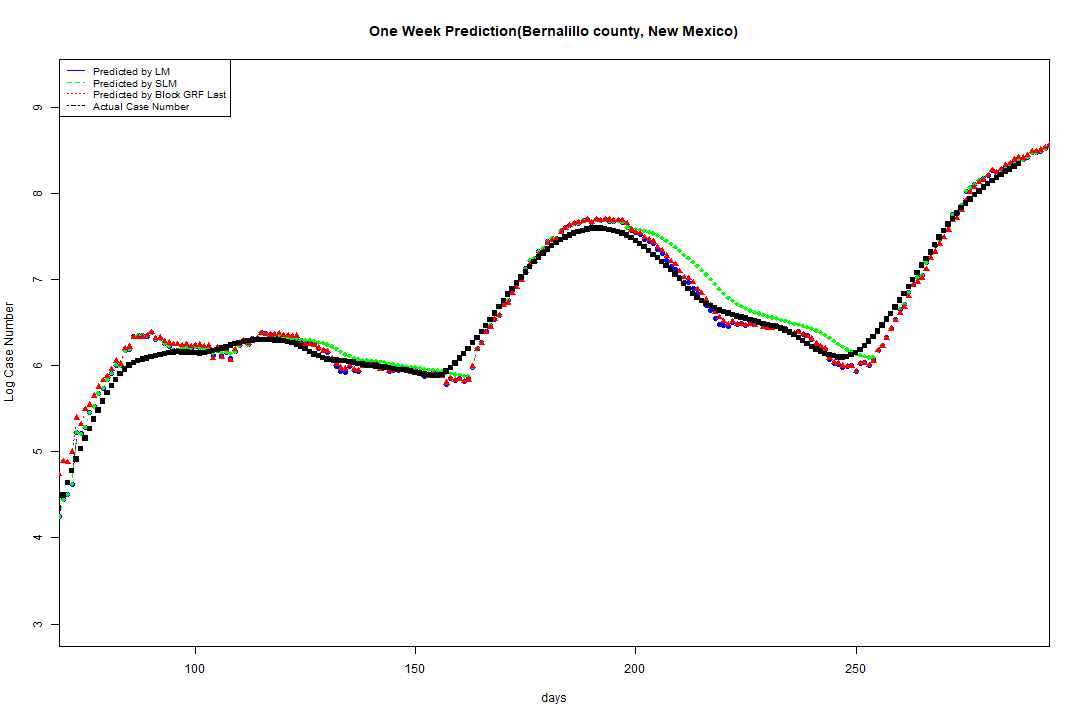 One Week Prediction(Bernalillo county, New Mexico)
Predicted by LM
Predicted by SLM
Predicted by Block GRF Last
Actual Case Number
9
8
7
6
5
4
3
Log Case Number
100 150 200 250
days